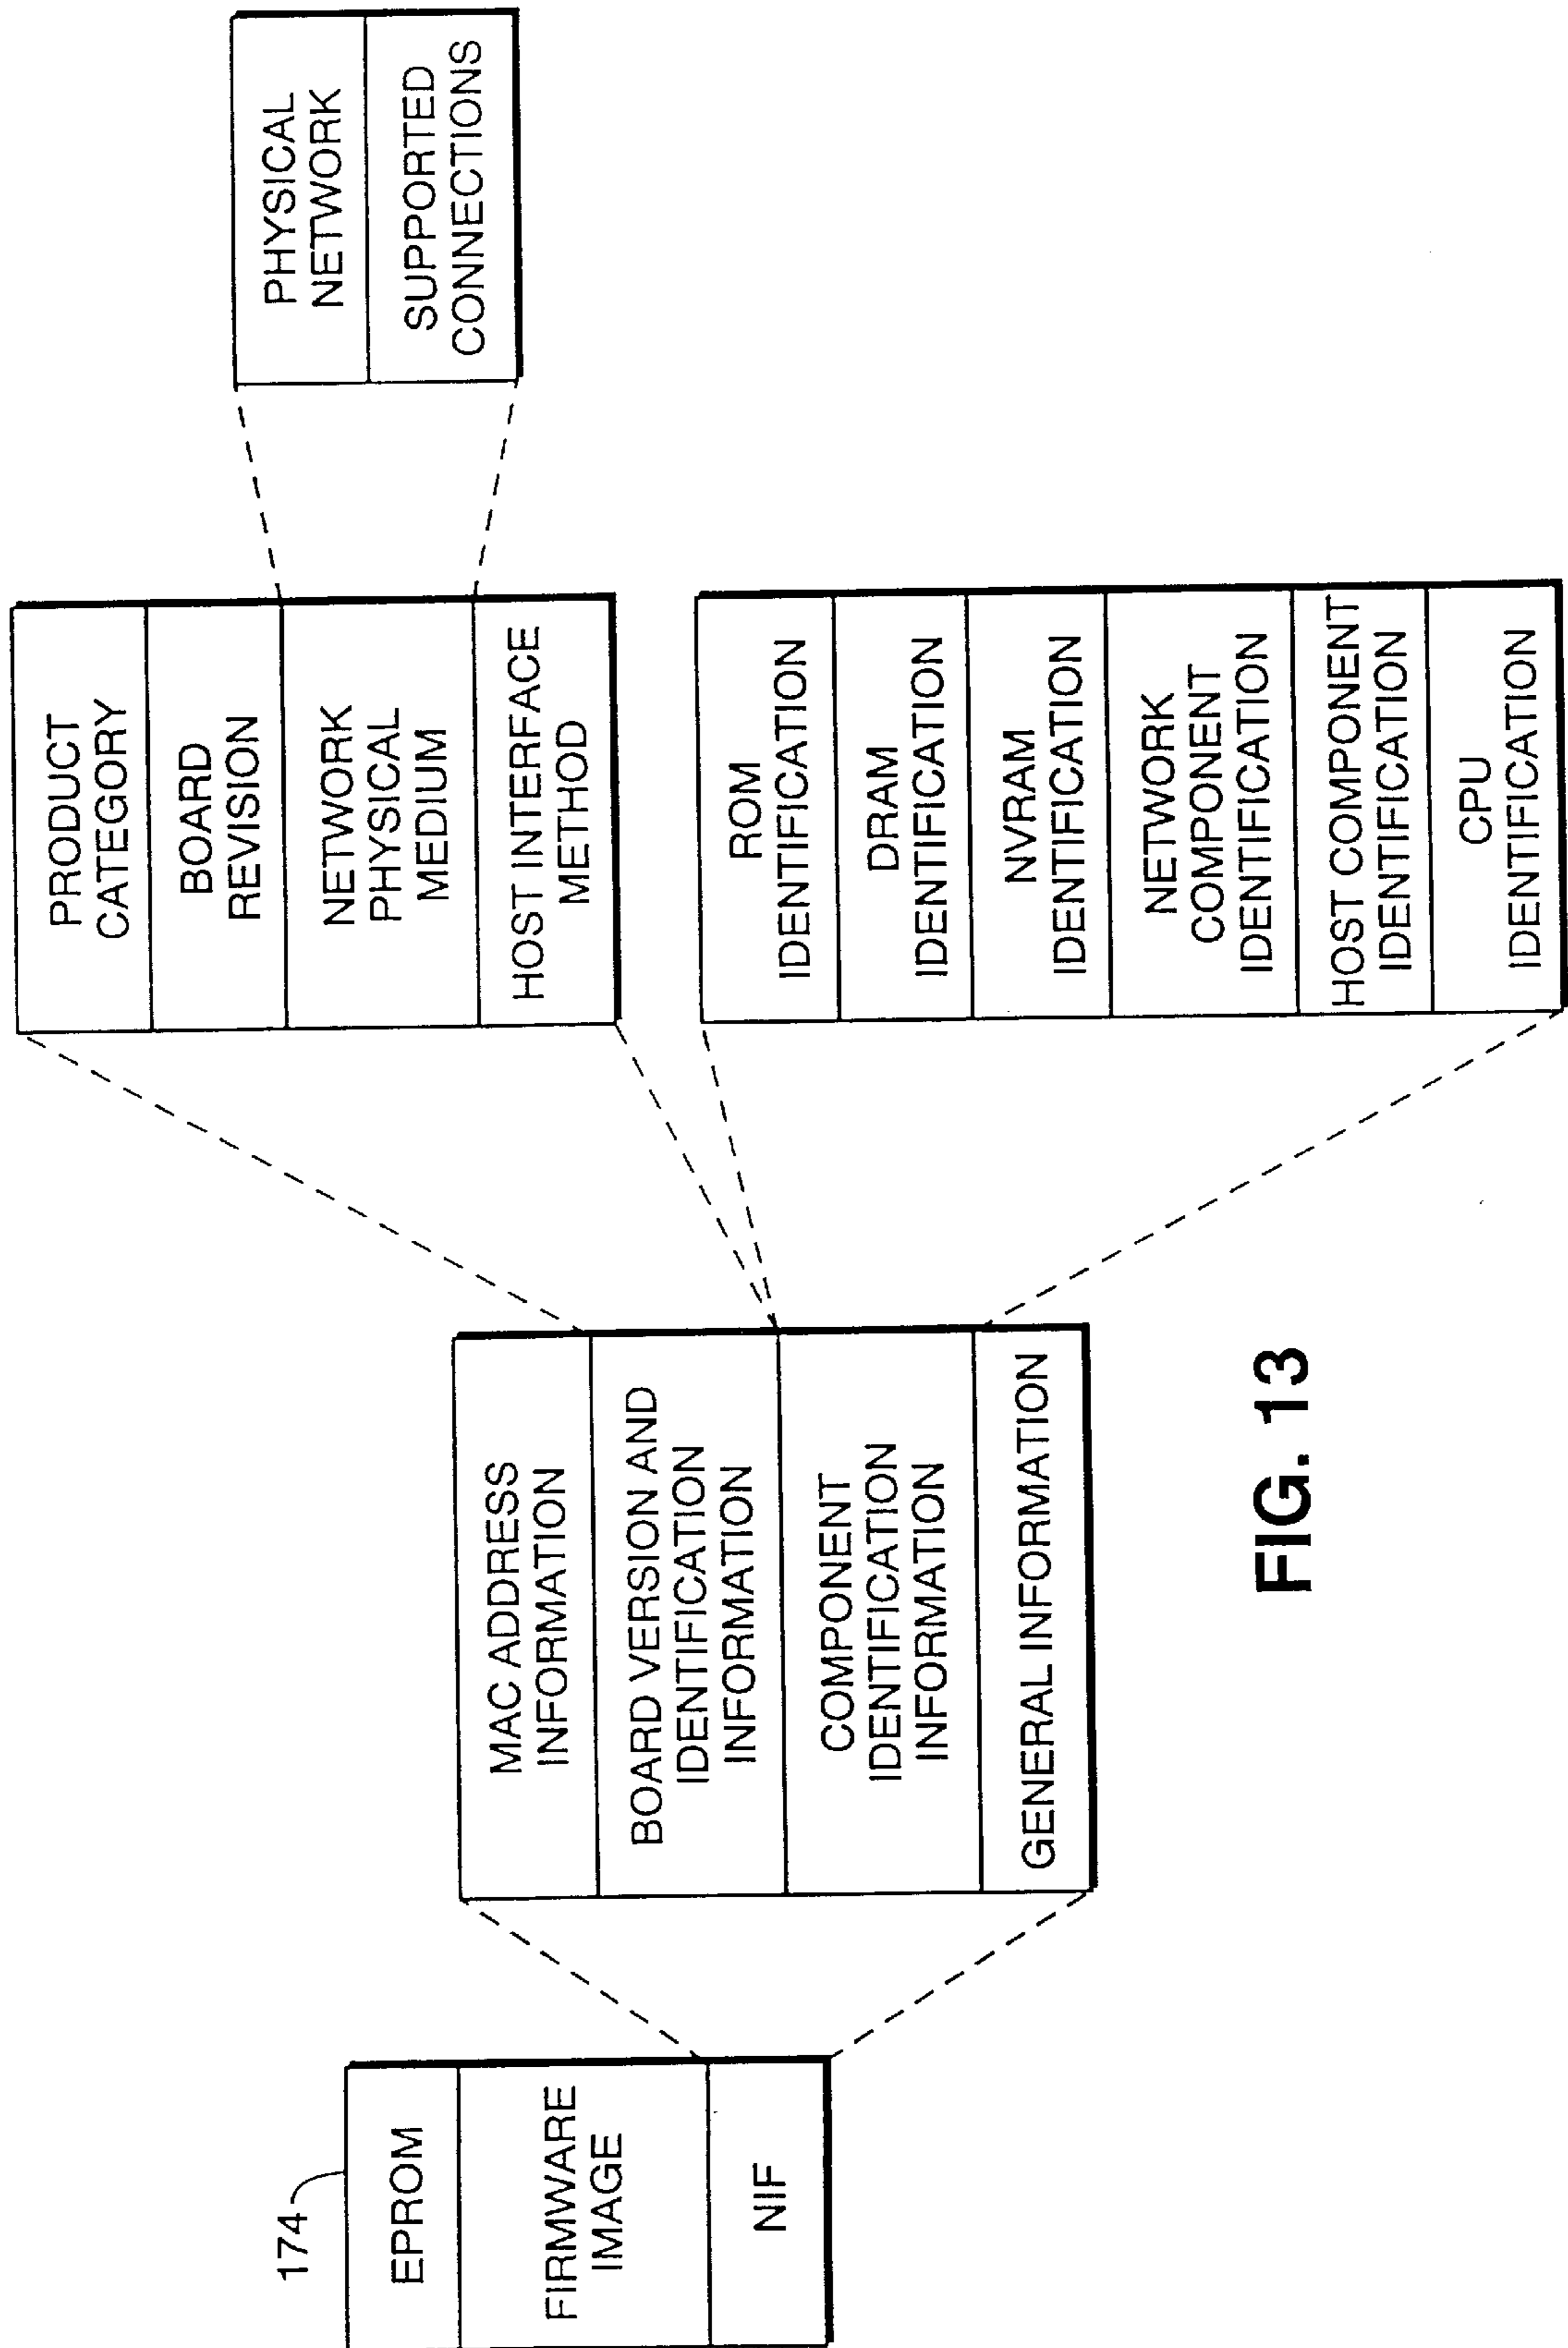 174
EPROM
FIRMWARE
IMAGE
NIF
MAC ADDRESS
INFORMATION
BOARD VERSION AND
IDENTIFICATION
INFORMATION
COMPONENT
IDENTIFICATION
INFORMATION
GENERAL INFORMATION
PRODUCT
CATEGORY
BOARD
REVISION
NETWORK
PHYSICAL
MEDIUM
HOST INTERFACE
METHOD
ROM
IDENTIFICATION
DRAM
IDENTIFICATION
NVRAM
IDENTIFICATION
NETWORK
COMPONENT
IDENTIFICATION
HOST COMPONENT
IDENTIFICATION
CPU
IDENTIFICATION
PHYSICAL
NETWORK
SUPPORTED
CONNECTIONS
FIG. 13